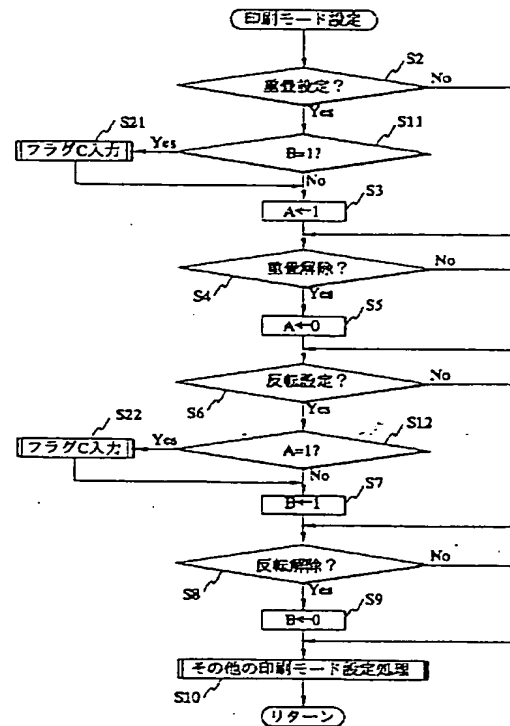 印刷モード設定
S2
重畳設定？
No
Yes
S21
S11
フラグC入力
Yes
B=1?
No
S3
A←1
重畳解除？
No
S4
Yes
S5
A←0
反転設定？
No
S6
Yes
S22
S12
フラグC入力
Yes
A=1?
No
S7
B←1
反転解除？
No
S8
Yes
S9
B←0
その他の印刷モード設定処理
S10
リターン